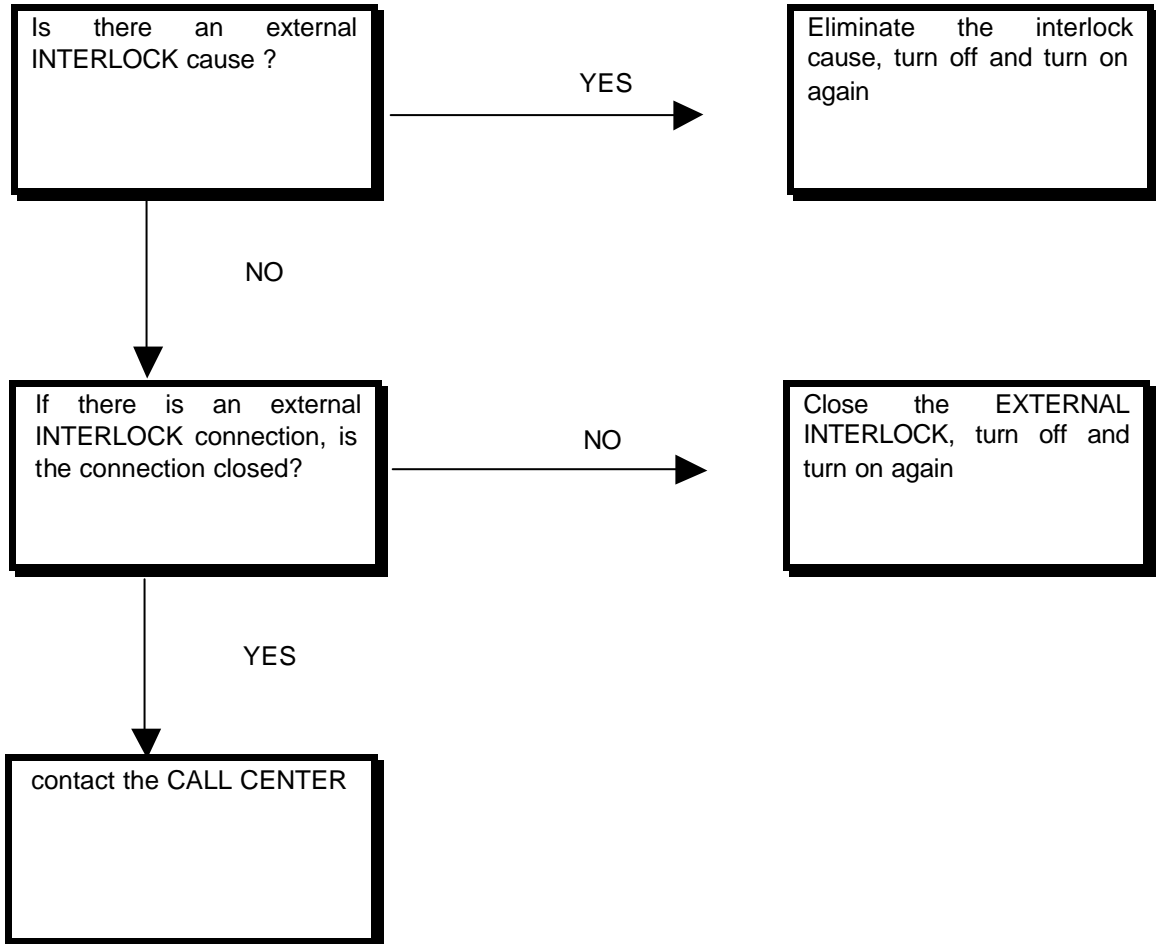 Is there an external
INTERLOCK cause ?
YES
Eliminate the interlock
cause, turn off and turn on
again
NO
If there is an external
INTERLOCK connection, is
the connection closed?
NO
Close the EXTERNAL
INTERLOCK, turn off and
turn on again
YES
contact the CALL CENTER